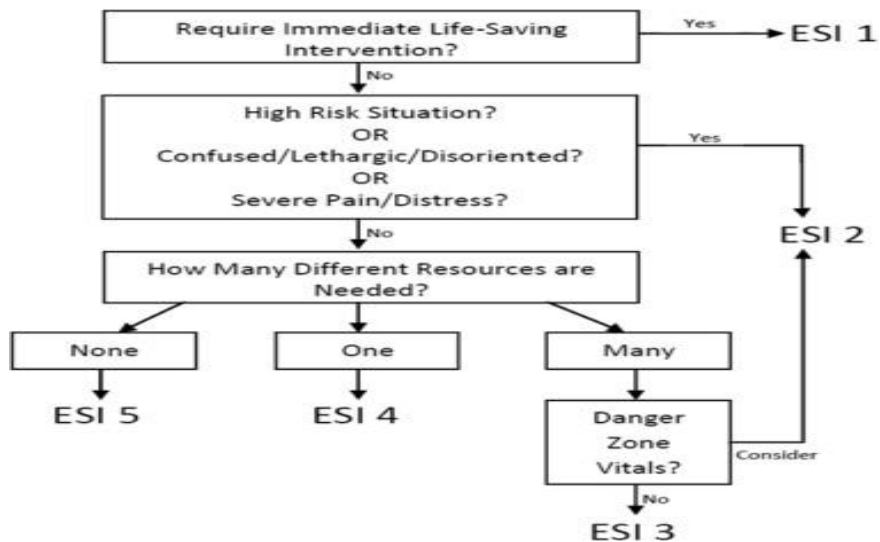 Require Immediate Life-Saving
Intervention?
Yes
ESI 1
No
High Risk Situation?
OR
Confused/Lethargic/Disoriented?
OR
Severe Pain/Distress?
Yes
ESI 2
No
How Many Different Resources are
Needed?
None
One
Many
ESI 5
ESI 4
Danger
Zone
Vitals?
Consider
No
ESI 3